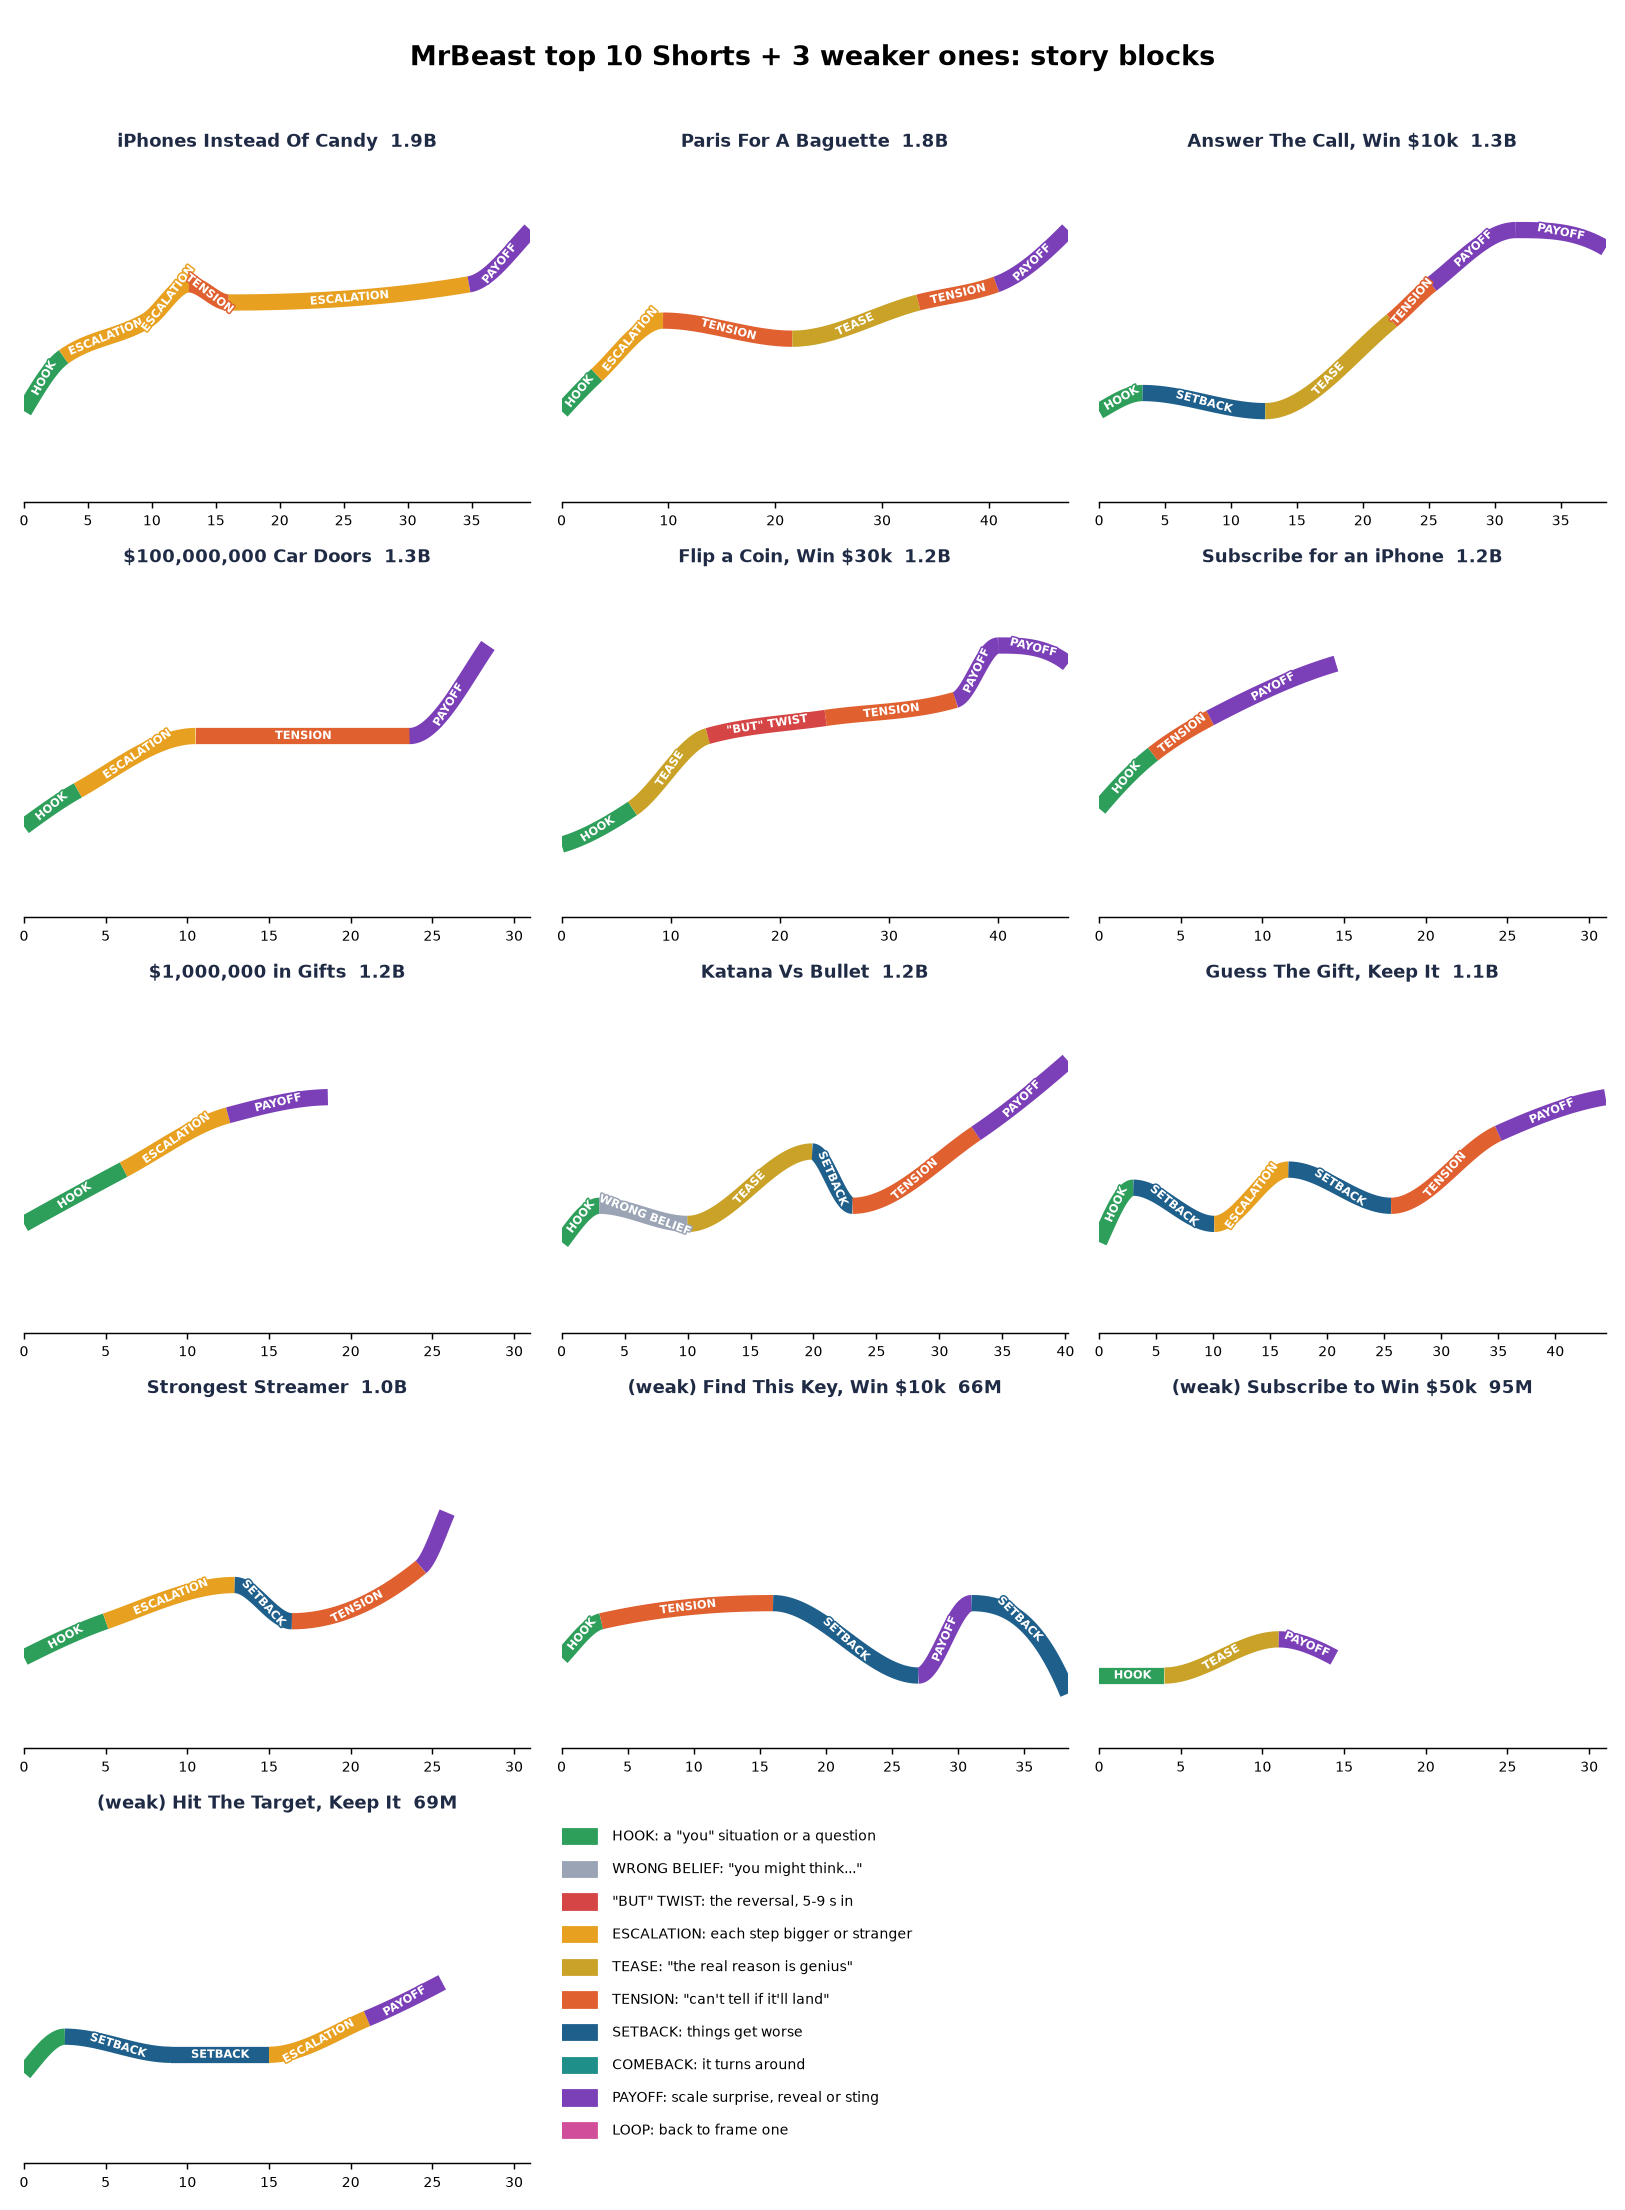 MrBeast top 10 Shorts + 3 weaker ones: story blocks
iPhones Instead Of Candy  1.9B
HOOK
ESCALATION
ESCALATION
TENSION
ESCALATION
PAYOFF
0 5 10 15 20 25 30 35
Paris For A Baguette  1.8B
HOOK
ESCALATION
TENSION
TEASE
TENSION
PAYOFF
0 10 20 30 40
Answer The Call, Win $10k  1.3B
HOOK
SETBACK
TEASE
TENSION
PAYOFF
PAYOFF
0 5 10 15 20 25 30 35
$100,000,000 Car Doors  1.3B
HOOK
ESCALATION
TENSION
PAYOFF
0 5 10 15 20 25 30
Flip a Coin, Win $30k  1.2B
HOOK
TEASE
"BUT" TWIST
TENSION
PAYOFF
PAYOFF
0 10 20 30 40
Subscribe for an iPhone  1.2B
HOOK
TENSION
PAYOFF
0 5 10 15 20 25 30
$1,000,000 in Gifts  1.2B
HOOK
ESCALATION
PAYOFF
0 5 10 15 20 25 30
Katana Vs Bullet  1.2B
HOOK
WRONG BELIEF
TEASE
SETBACK
TENSION
PAYOFF
0 5 10 15 20 25 30 35 40
Guess The Gift, Keep It  1.1B
HOOK
SETBACK
ESCALATION
SETBACK
TENSION
PAYOFF
0 5 10 15 20 25 30 35 40
Strongest Streamer  1.0B
HOOK
ESCALATION
SETBACK
TENSION
0 5 10 15 20 25 30
(weak) Find This Key, Win $10k  66M
HOOK
TENSION
SETBACK
PAYOFF
SETBACK
0 5 10 15 20 25 30 35
(weak) Subscribe to Win $50k  95M
HOOK
TEASE
PAYOFF
0 5 10 15 20 25 30
(weak) Hit The Target, Keep It  69M
SETBACK
SETBACK
ESCALATION
PAYOFF
0 5 10 15 20 25 30
HOOK: a "you" situation or a question
WRONG BELIEF: "you might think..."
"BUT" TWIST: the reversal, 5-9 s in
ESCALATION: each step bigger or stranger
TEASE: "the real reason is genius"
TENSION: "can't tell if it'll land"
SETBACK: things get worse
COMEBACK: it turns around
PAYOFF: scale surprise, reveal or sting
LOOP: back to frame one